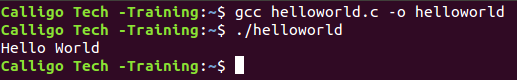 Calligo Tech -Training:~$ gcc helloworld.c -o helloworld
Calligo Tech -Training:~$ ./helloworld
Hello World
Calligo Tech -Training:~$